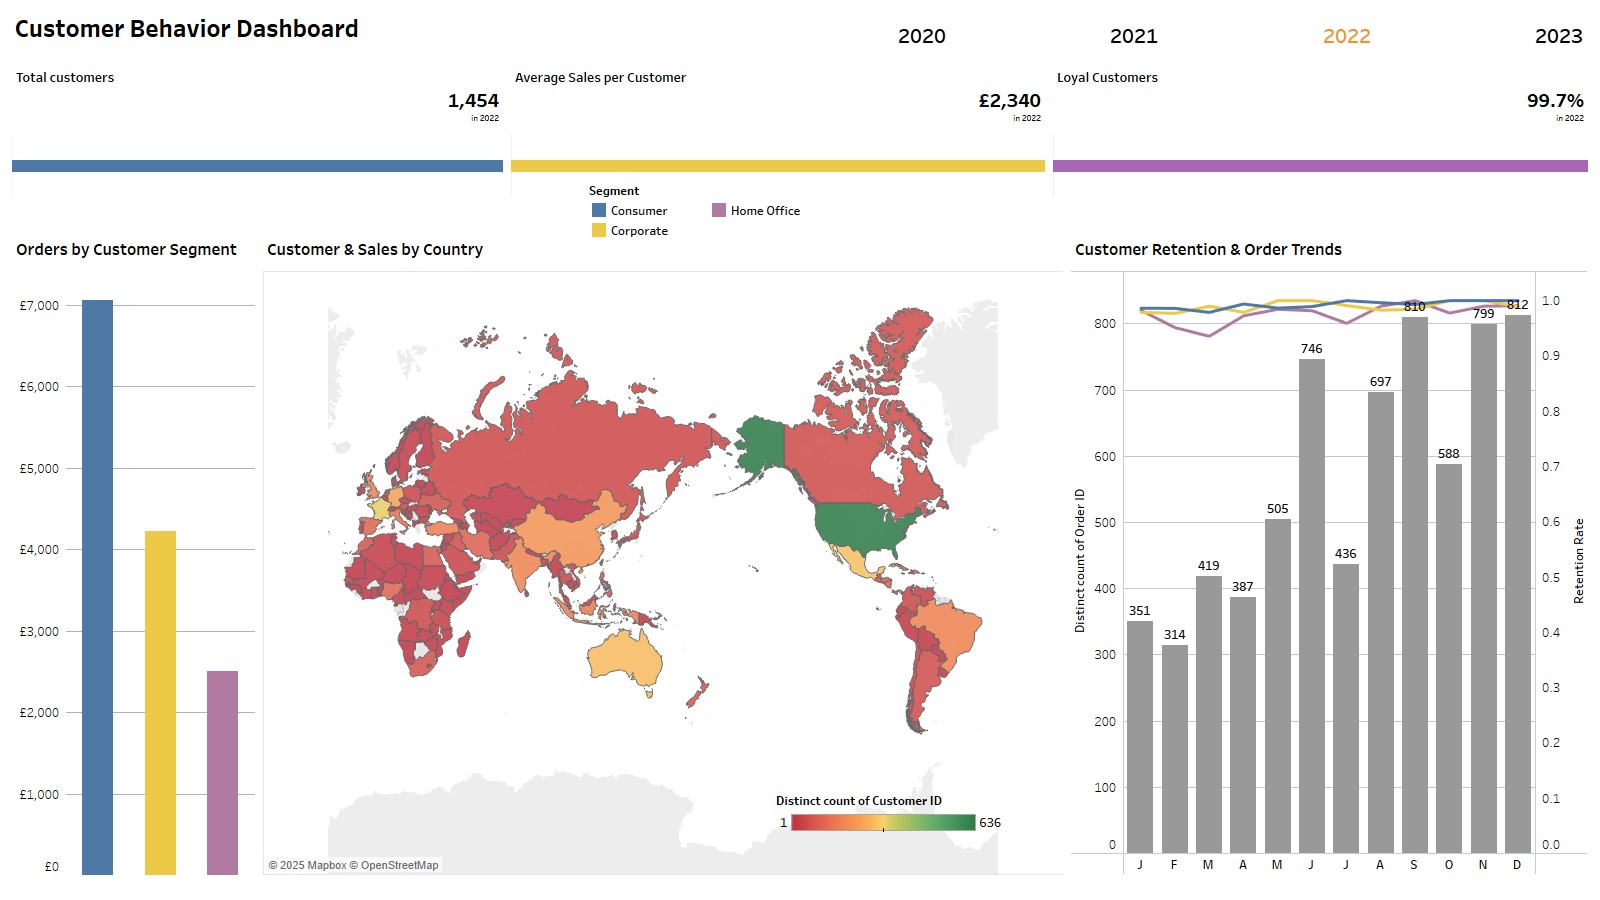 Customer Behavior Dashboard
2020 2021 2022 2023
Total customers
1,454
in 2022
Average Sales per Customer
£2,340
in 2022
Loyal Customers
99.7%
in 2022
Segment
Consumer Home Office
Corporate
Orders by Customer Segment
£7,000
£6,000
£5,000
£4,000
£3,000
£2,000
£1,000
£0
Customer & Sales by Country
Distinct count of Customer ID
1 636
© 2025 Mapbox © OpenStreetMap
Customer Retention & Order Trends
Distinct count of Order ID
800
700
600
500
400
300
200
100
0
351
314
419
387
505
746
436
697
810
588
799
812
1.0
0.9
0.8
0.7
0.6
0.5
0.4
0.3
0.2
0.1
0.0
Retention Rate
J F M A M J J A S O N D